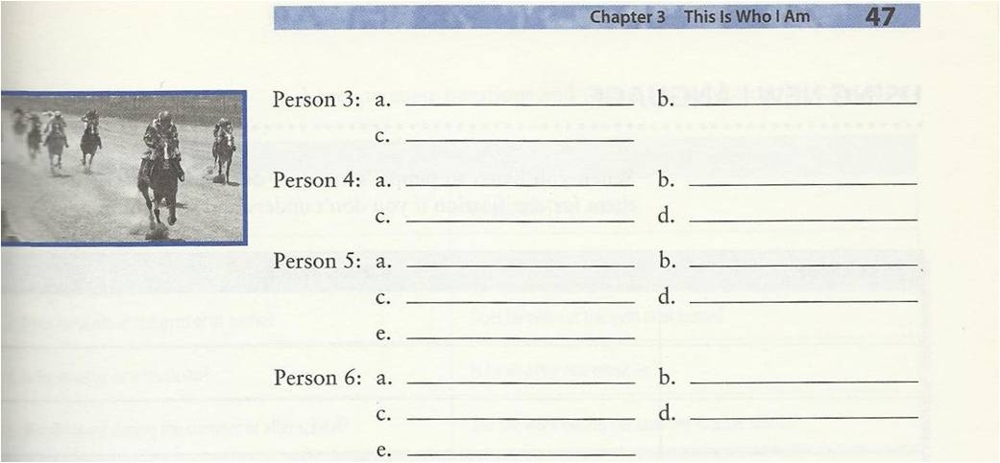 Chapter 3 This Is Who I Am 47
Person 3: a. b.
c.
Person 4: a. b.
c. d.
Person 5: a. b.
c. d.
e.
Person 6: a. b.
c. d.
e.